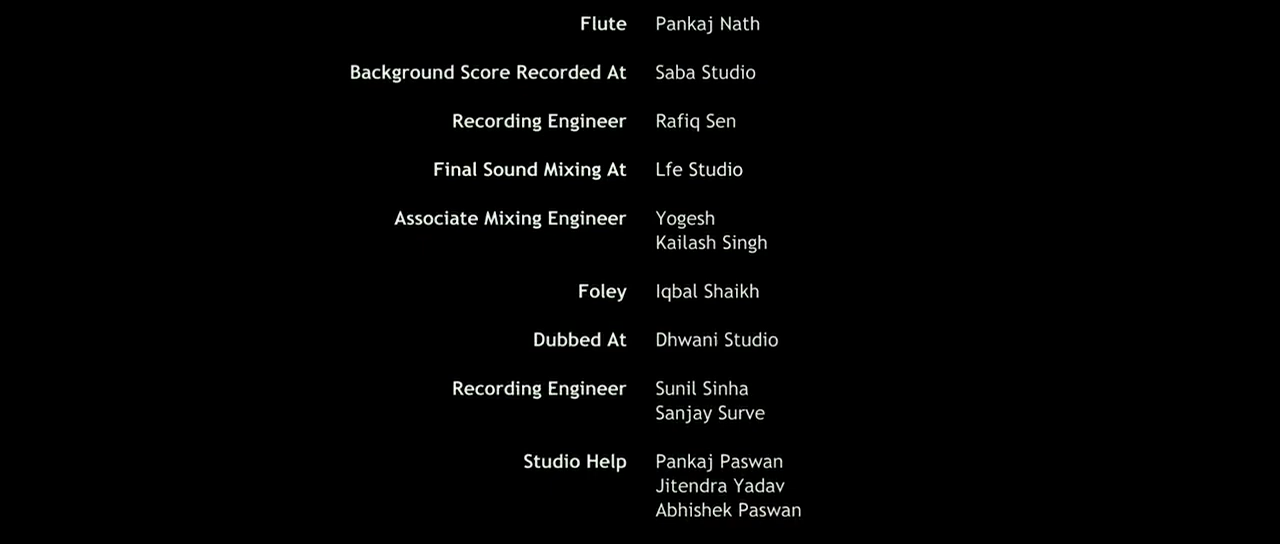 Flute Pankaj Nath
Background Score Recorded At Saba Studio
Recording Engineer Rafiq Sen
Final Sound Mixing At Lfe Studio
Associate Mixing Engineer Yogesh
Kailash Singh
Foley Iqbal Shaikh
Dubbed At Dhwani Studio
Recording Engineer Sunil Sinha
Sanjay Surve
Studio Help Pankaj Paswan
Jitendra Yadav
Abhishek Paswan